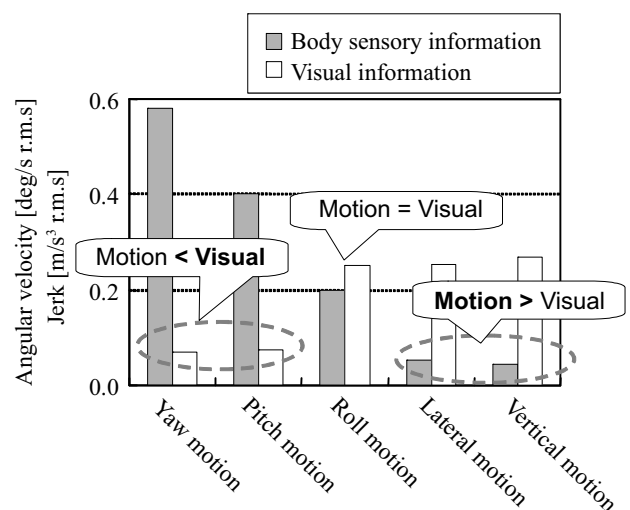 Body sensory information
Visual information
Angular velocity [deg/s r.m.s]
Jerk [m/s³ r.m.s]
0.6
0.4
0.2
0.0
Motion < Visual
Motion = Visual
Motion > Visual
Yaw motion
Pitch motion
Roll motion
Lateral motion
Vertical motion